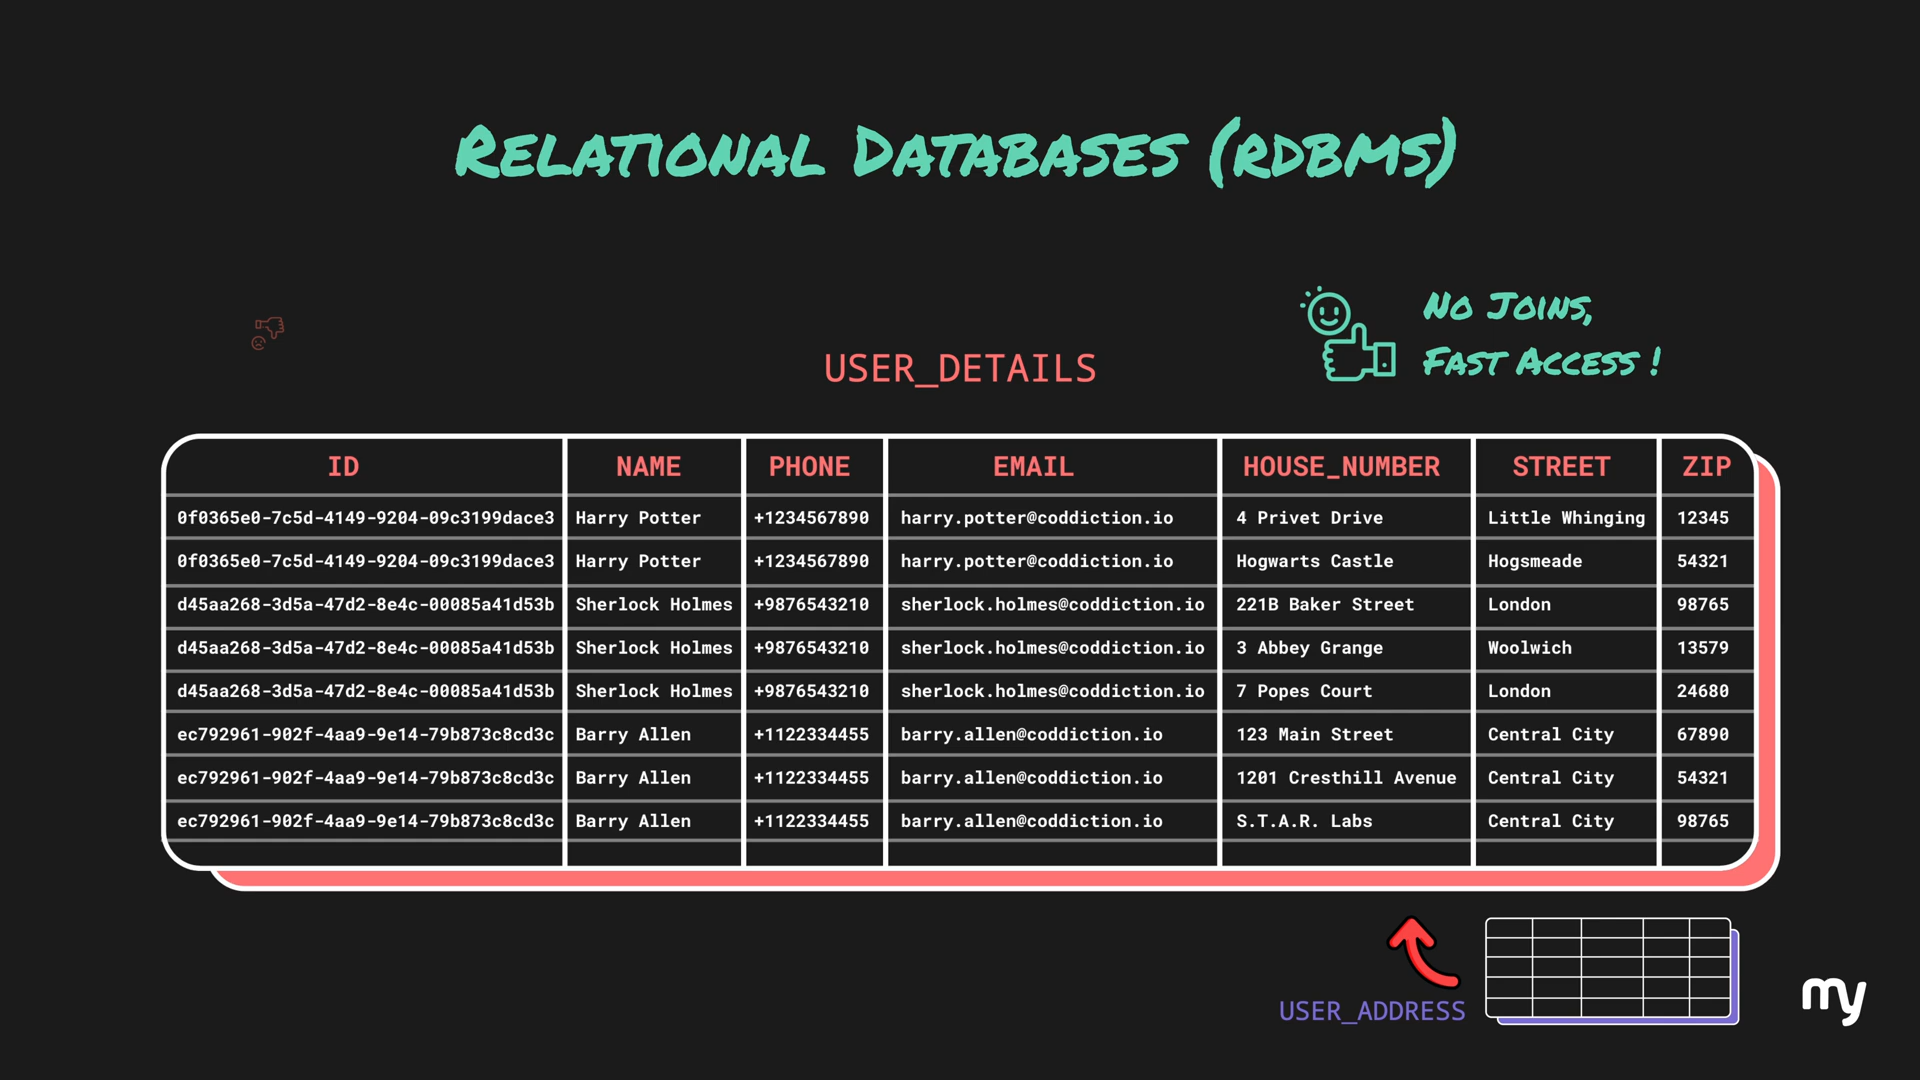 RELATIONAL DATABASES (RDBMS)
NO JOINS,
FAST ACCESS !
USER_DETAILS
ID NAME PHONE EMAIL HOUSE_NUMBER STREET ZIP
0f0365e0-7c5d-4149-9204-09c3199dace3 Harry Potter +1234567890 harry.potter@coddiction.io 4 Privet Drive Little Whinging 12345
0f0365e0-7c5d-4149-9204-09c3199dace3 Harry Potter +1234567890 harry.potter@coddiction.io Hogwarts Castle Hogsmeade 54321
d45aa268-3d5a-47d2-8e4c-00085a41d53b Sherlock Holmes +9876543210 sherlock.holmes@coddiction.io 221B Baker Street London 98765
d45aa268-3d5a-47d2-8e4c-00085a41d53b Sherlock Holmes +9876543210 sherlock.holmes@coddiction.io 3 Abbey Grange Woolwich 13579
d45aa268-3d5a-47d2-8e4c-00085a41d53b Sherlock Holmes +9876543210 sherlock.holmes@coddiction.io 7 Popes Court London 24680
ec792961-902f-4aa9-9e14-79b873c8cd3c Barry Allen +1122334455 barry.allen@coddiction.io 123 Main Street Central City 67890
ec792961-902f-4aa9-9e14-79b873c8cd3c Barry Allen +1122334455 barry.allen@coddiction.io 1201 Cresthill Avenue Central City 54321
ec792961-902f-4aa9-9e14-79b873c8cd3c Barry Allen +1122334455 barry.allen@coddiction.io S.T.A.R. Labs Central City 98765
USER_ADDRESS
my